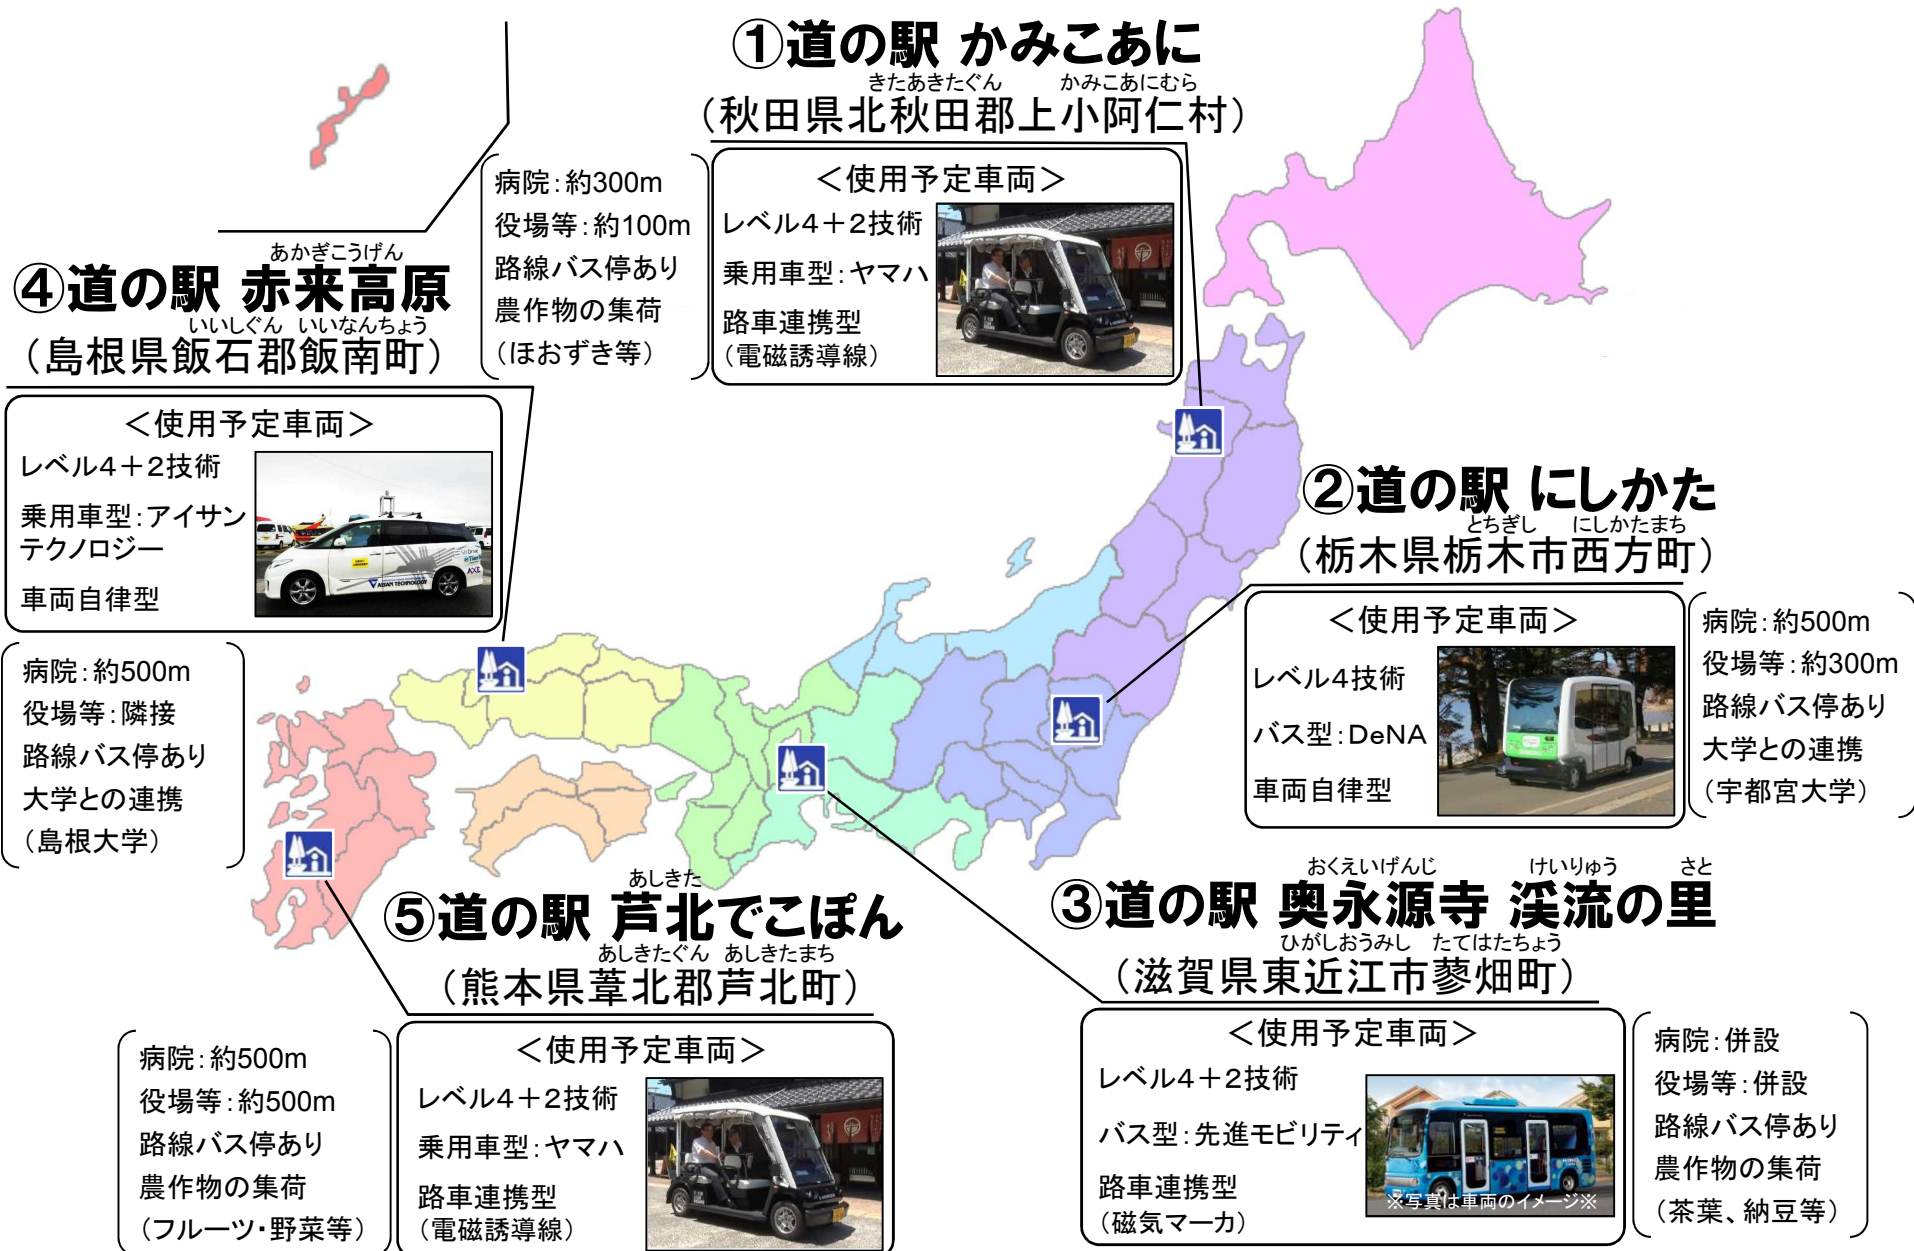 ①道の駅 かみこあに
きたあきたぐん かみこあにむら
（秋田県北秋田郡上小阿仁村）
病院：約300m
役場等：約100m
路線バス停あり
農作物の集荷
（ほおずき等）
＜使用予定車両＞
レベル4＋2技術
乗用車型：ヤマハ
路車連携型
（電磁誘導線）
あかぎこうげん
④道の駅 赤来高原
いいしぐん いいなんちょう
（島根県飯石郡飯南町）
＜使用予定車両＞
レベル4＋2技術
乗用車型：アイサン
テクノロジー
車両自律型
AISAN TECHNOLOGY
AXE
病院：約500m
役場等：隣接
路線バス停あり
大学との連携
（島根大学）
②道の駅 にしかた
とちぎし にしかたまち
（栃木県栃木市西方町）
＜使用予定車両＞
レベル4技術
バス型：DeNA
車両自律型
病院：約500m
役場等：約300m
路線バス停あり
大学との連携
（宇都宮大学）
おくえいげんじ けいりゅう さと
③道の駅 奥永源寺 渓流の里
ひがしおうみし たてはたちょう
（滋賀県東近江市蓼畑町）
＜使用予定車両＞
レベル4＋2技術
バス型：先進モビリティ
路車連携型
（磁気マーカ）
※写真は車両のイメージ※
病院：併設
役場等：併設
路線バス停あり
農作物の集荷
（茶葉、納豆等）
あしきた
⑤道の駅 芦北でこぽん
あしきたぐん あしきたまち
（熊本県葦北郡芦北町）
病院：約500m
役場等：約500m
路線バス停あり
農作物の集荷
（フルーツ・野菜等）
＜使用予定車両＞
レベル4＋2技術
乗用車型：ヤマハ
路車連携型
（電磁誘導線）